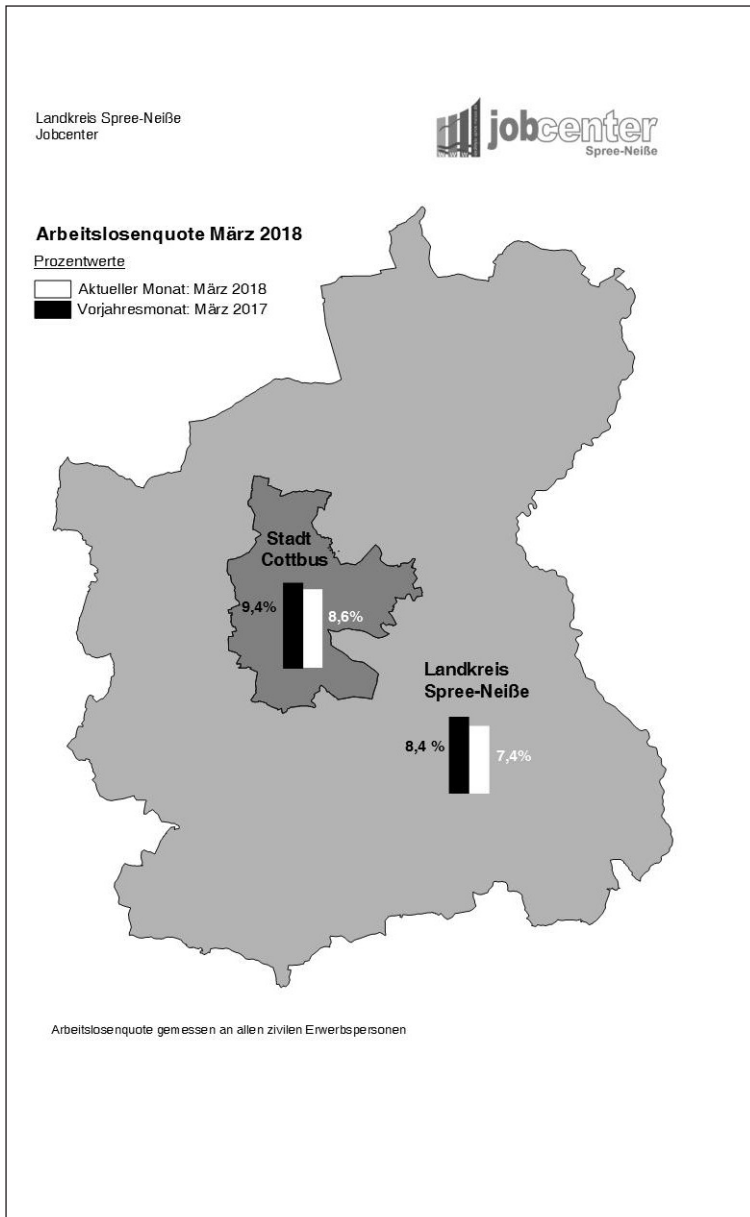 Landkreis Spree-Neiße
Jobcenter
jobcenter
Spree-Neiße
Arbeitslosenquote März 2018
Prozentwerte
Aktueller Monat: März 2018
Vorjahresmonat: März 2017
Stadt
Cottbus
9,4%
8,6%
Landkreis
Spree-Neiße
8,4 %
7,4%
Arbeitslosenquote gemessen an allen zivilen Erwerbspersonen